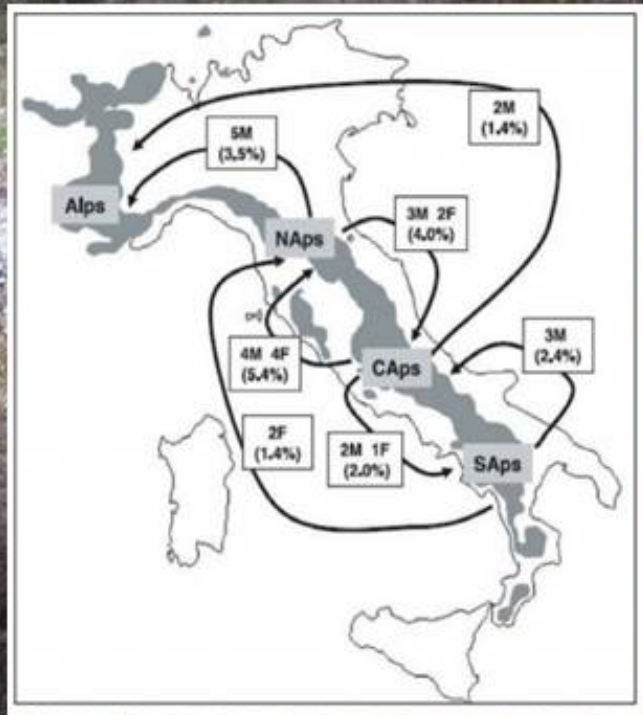 2M
(1.4%)
5M
(3.5%)
Alps
3M 2F
(4.0%)
NAps
3M
(2.4%)
4M 4F
(5.4%)
CAps
2F
(1.4%)
2M 1F
(2.0%)
SAps